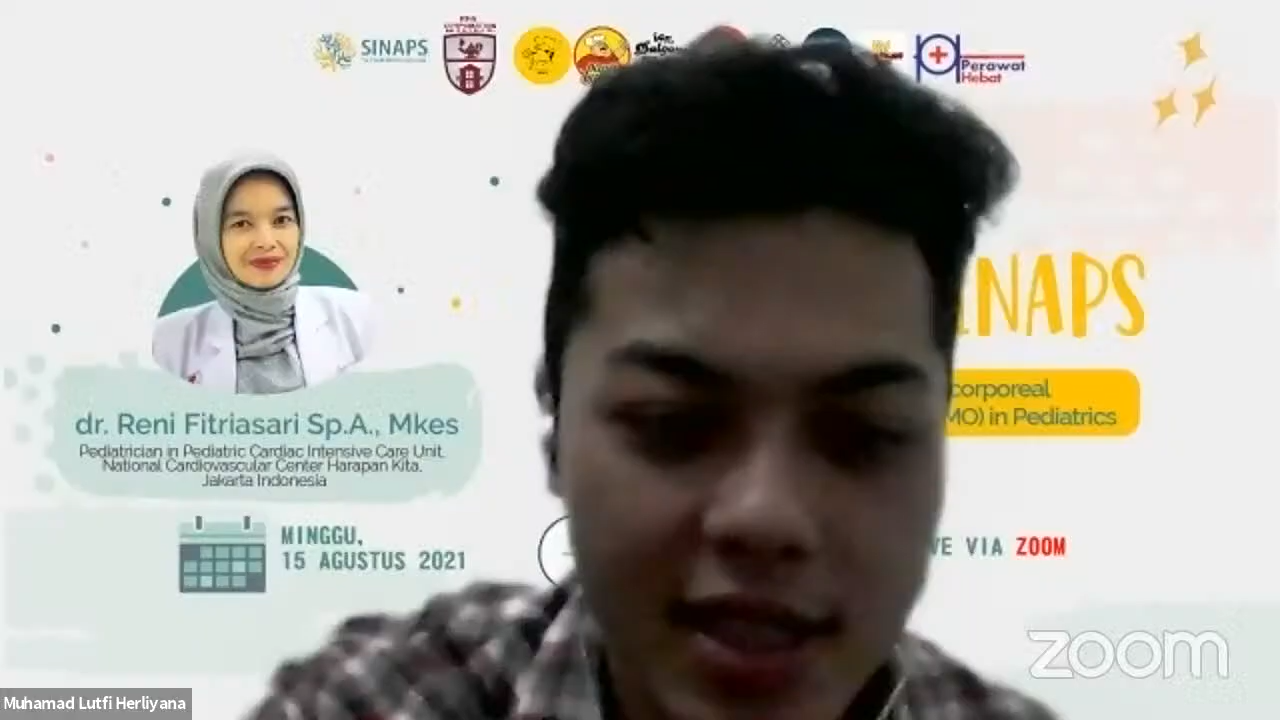 SINAPS
Perawat
Hebat
INAPS
corporeal
MO) in Pediatrics
dr. Reni Fitriasari Sp.A., Mkes
Pediatrician in Pediatric Cardiac Intensive Care Unit,
National Cardiovascular Center Harapan Kita,
Jakarta Indonesia
MINGGU,
15 AGUSTUS 2021
VE VIA ZOOM
zoom
Muhamad Lutfi Herliyana